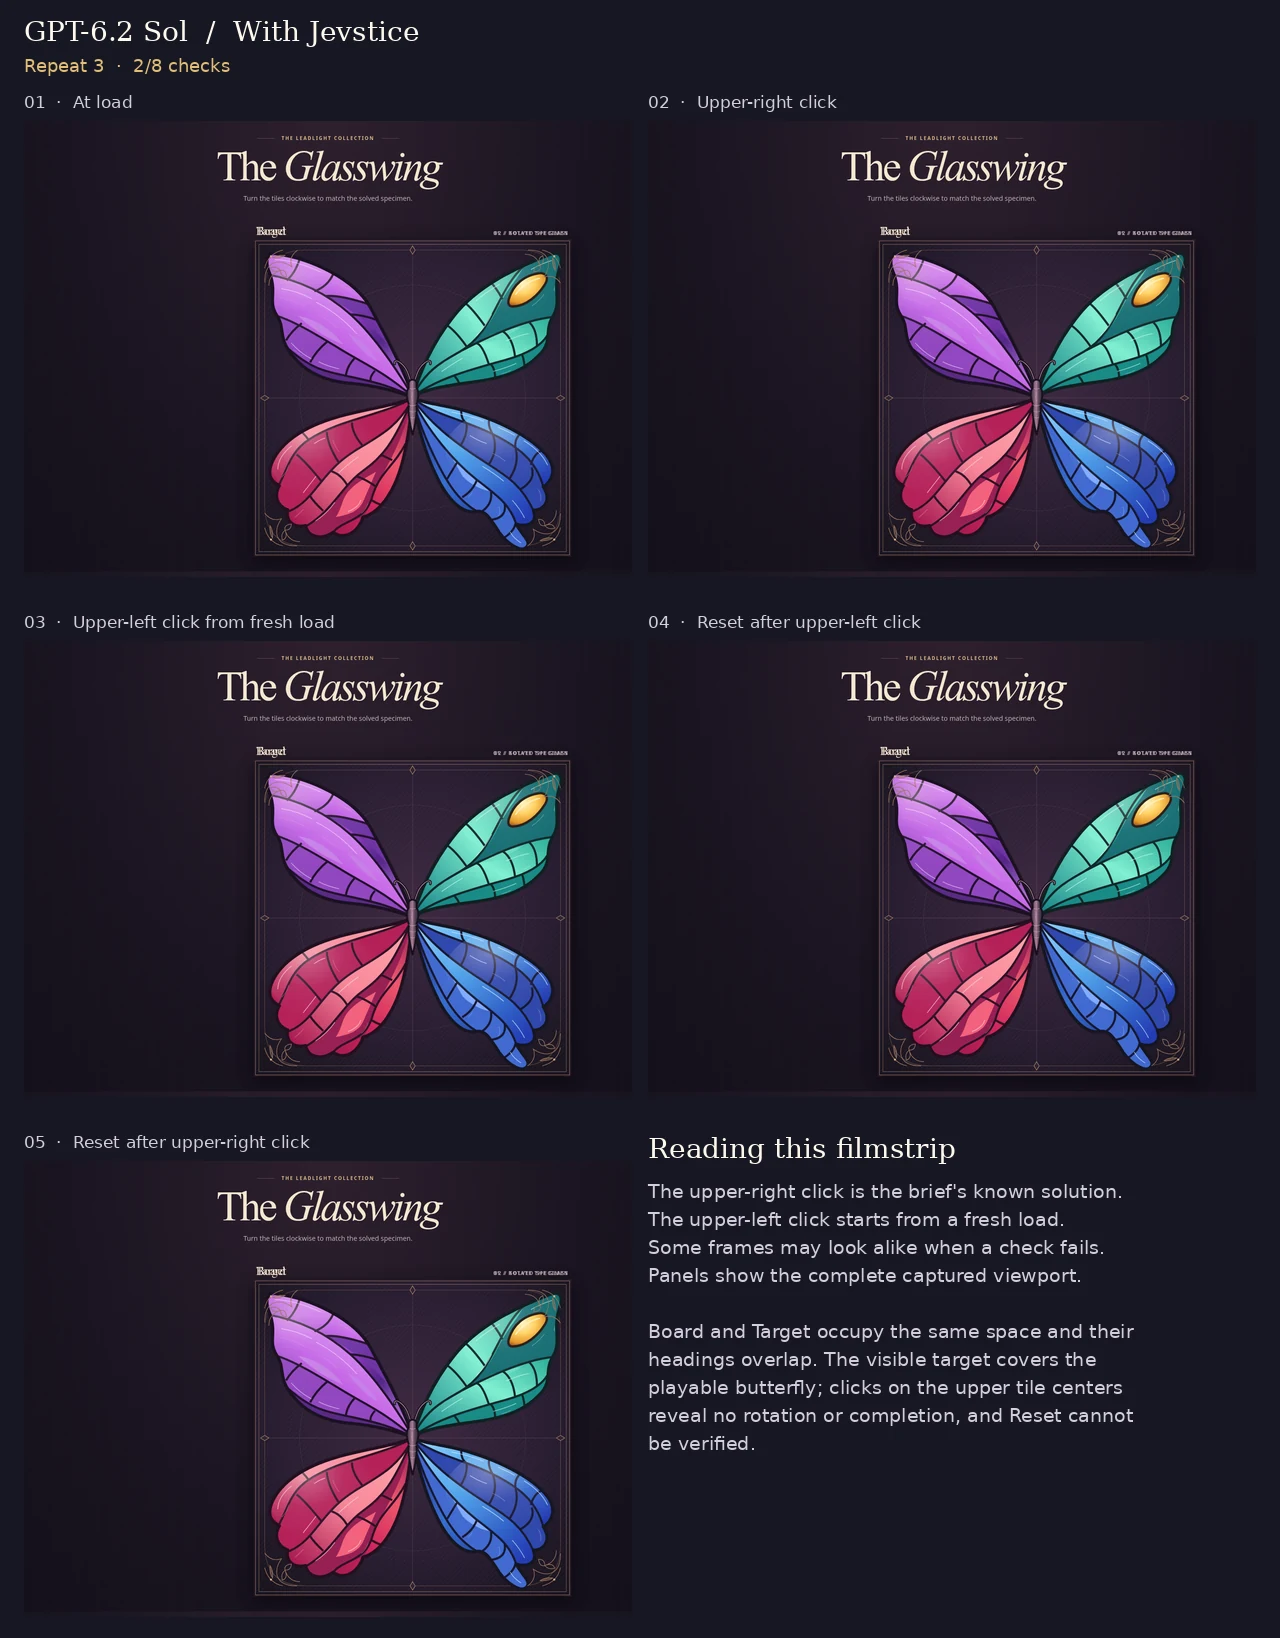 GPT-6.2 Sol / With Jevstice
Repeat 3 · 2/8 checks
01 · At load
THE LEADLIGHT COLLECTION
The Glasswing
Turn the tiles clockwise to match the solved specimen.
02 · Upper-right click
THE LEADLIGHT COLLECTION
The Glasswing
Turn the tiles clockwise to match the solved specimen.
03 · Upper-left click from fresh load
THE LEADLIGHT COLLECTION
The Glasswing
Turn the tiles clockwise to match the solved specimen.
04 · Reset after upper-left click
THE LEADLIGHT COLLECTION
The Glasswing
Turn the tiles clockwise to match the solved specimen.
05 · Reset after upper-right click
THE LEADLIGHT COLLECTION
The Glasswing
Turn the tiles clockwise to match the solved specimen.
Reading this filmstrip
The upper-right click is the brief's known solution.
The upper-left click starts from a fresh load.
Some frames may look alike when a check fails.
Panels show the complete captured viewport.
Board and Target occupy the same space and their
headings overlap. The visible target covers the
playable butterfly; clicks on the upper tile centers
reveal no rotation or completion, and Reset cannot
be verified.